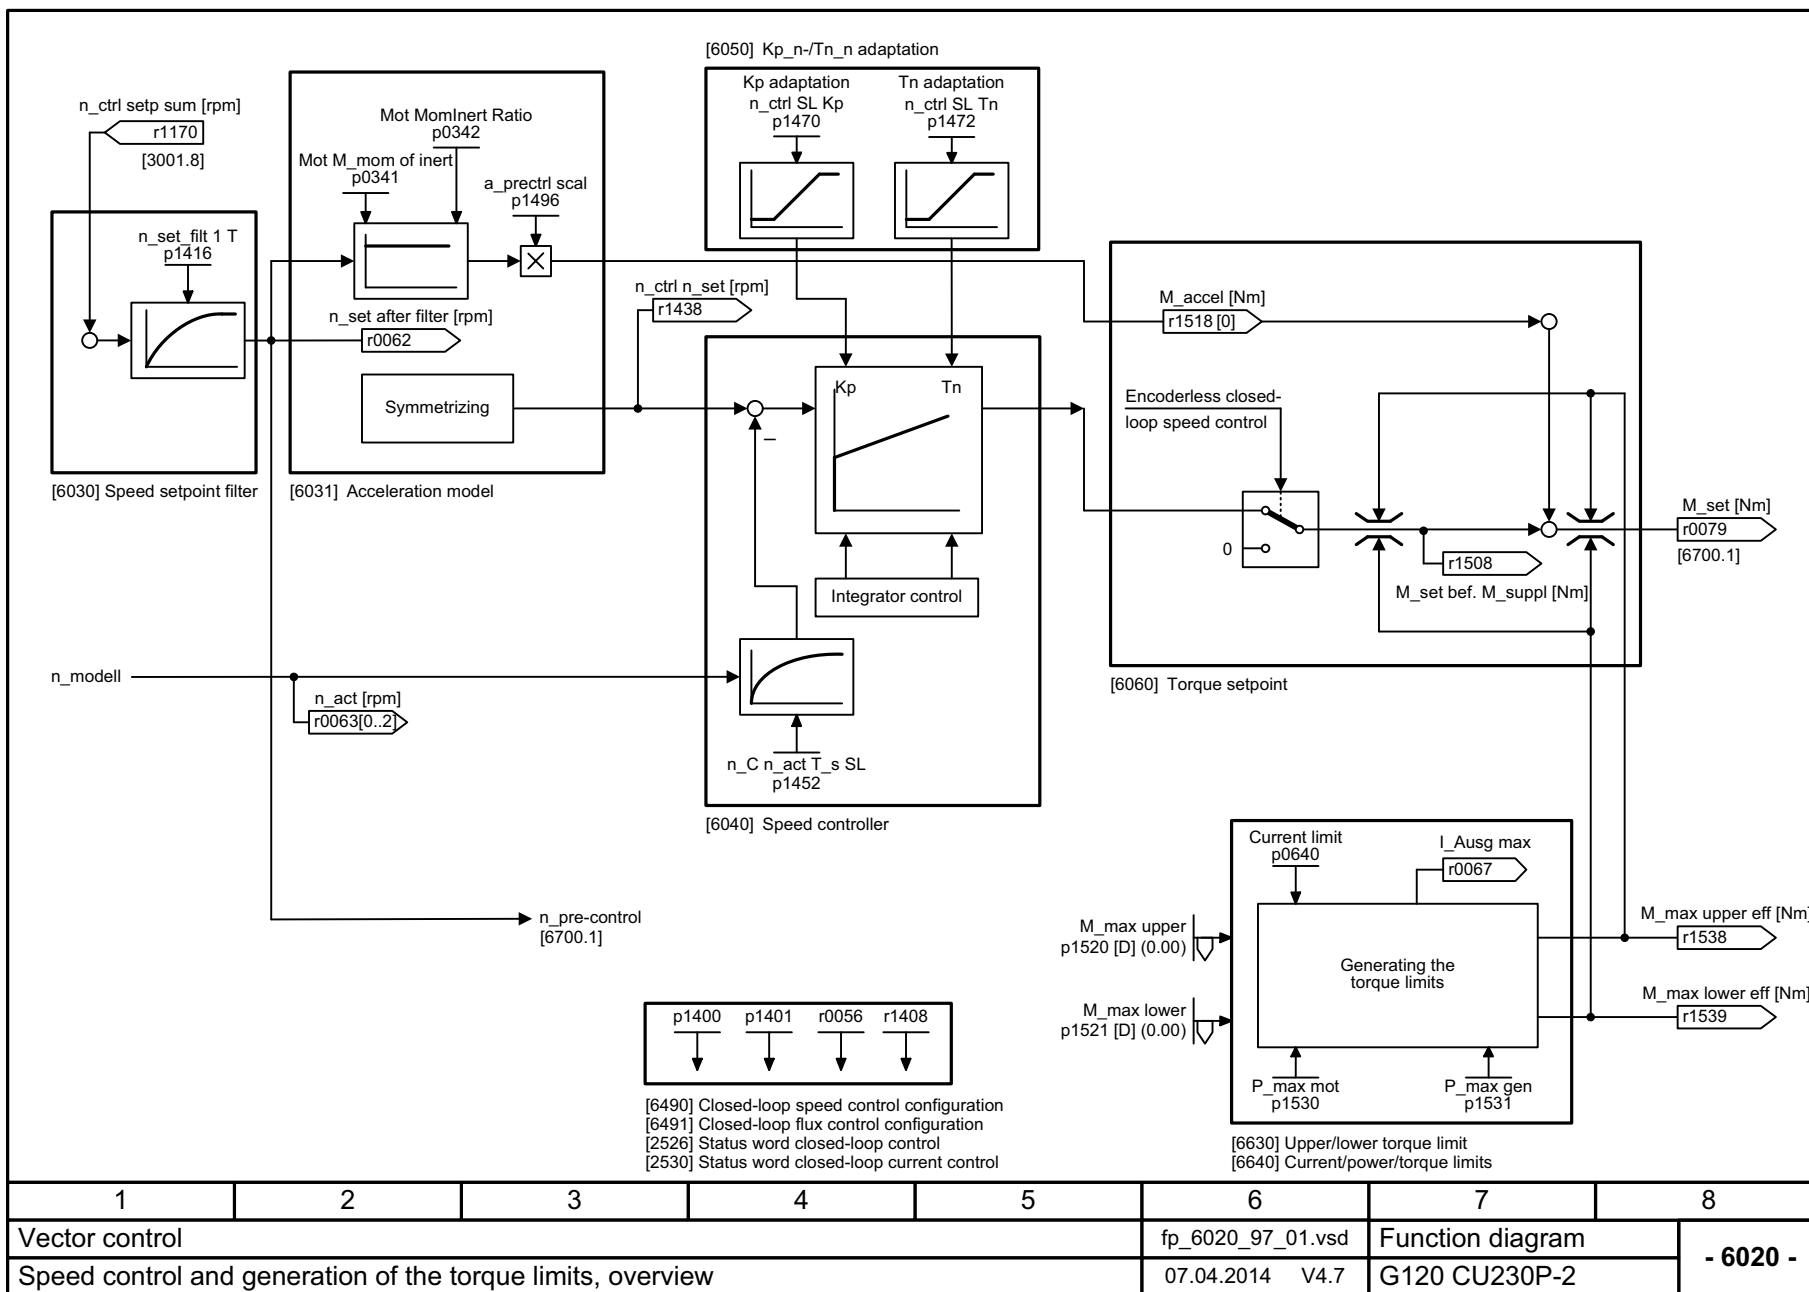 [6050] Kp_n-/Tn_n adaptation
Kp adaptation
n_ctrl SL Kp
p1470
Tn adaptation
n_ctrl SL Tn
p1472
n_ctrl setp sum [rpm]
r1170
[3001.8]
Mot MomInert Ratio
p0342
Mot M_mom of inert
p0341
a_prectrl scal
p1496
n_set_filt 1 T
p1416
n_set after filter [rpm]
r0062
n_ctrl n_set [rpm]
r1438
Symmetrizing
[6030] Speed setpoint filter
[6031] Acceleration model
Kp
Tn
Integrator control
M_accel [Nm]
r1518 [0]
Encoderless closed-
loop speed control
0
r1508
M_set bef. M_suppl [Nm]
M_set [Nm]
r0079
[6700.1]
[6060] Torque setpoint
n_modell
n_act [rpm]
r0063[0..2]
–
n_C n_act T_s SL
p1452
[6040] Speed controller
n_pre-control
[6700.1]
Current limit
p0640
I_Ausg max
r0067
M_max upper
p1520 [D] (0.00)
M_max lower
p1521 [D] (0.00)
Generating the
torque limits
M_max upper eff [Nm]
r1538
M_max lower eff [Nm]
r1539
P_max mot
p1530
P_max gen
p1531
[6630] Upper/lower torque limit
[6640] Current/power/torque limits
p1400 p1401 r0056 r1408
[6490] Closed-loop speed control configuration
[6491] Closed-loop flux control configuration
[2526] Status word closed-loop control
[2530] Status word closed-loop current control
1 2 3 4 5 6 7 8
Vector control
fp_6020_97_01.vsd
Function diagram
- 6020 -
Speed control and generation of the torque limits, overview
07.04.2014 V4.7
G120 CU230P-2